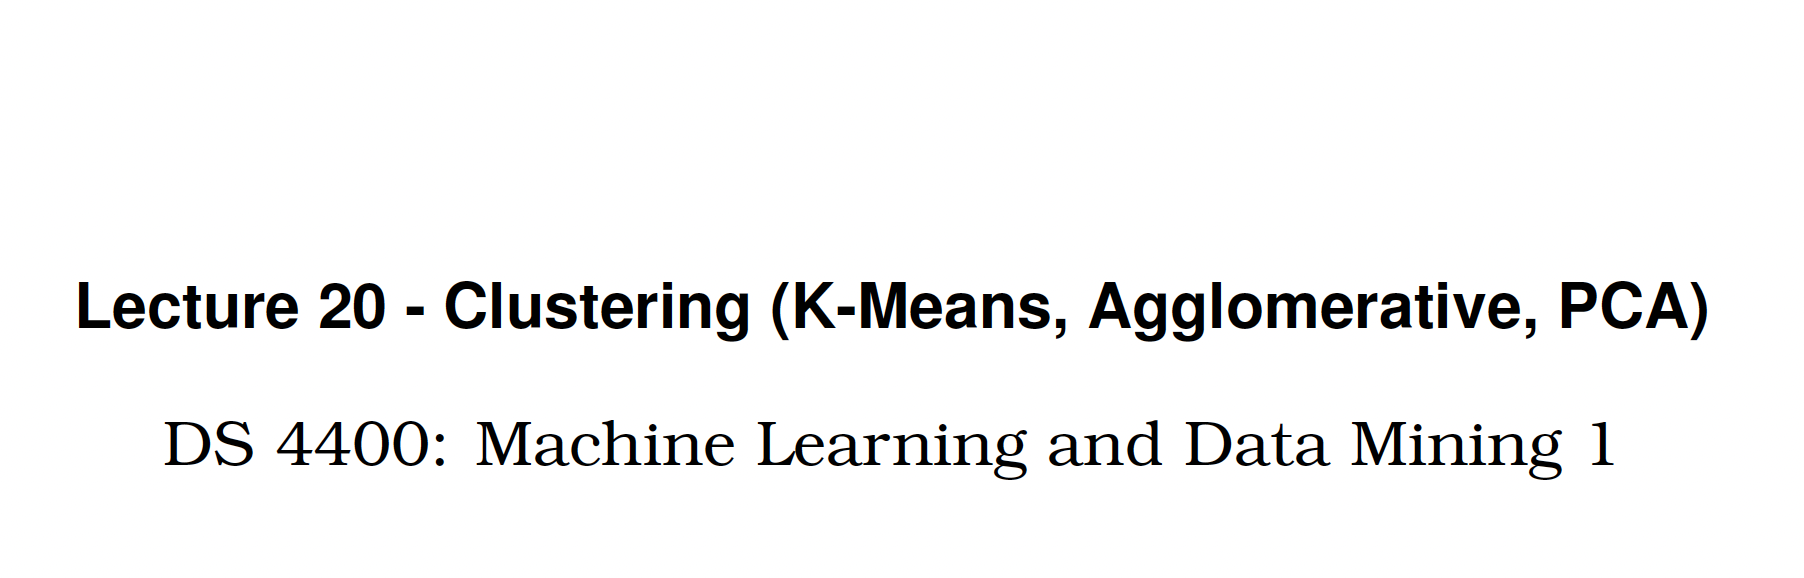 Lecture 20 - Clustering (K-Means, Agglomerative, PCA)
DS 4400: Machine Learning and Data Mining 1